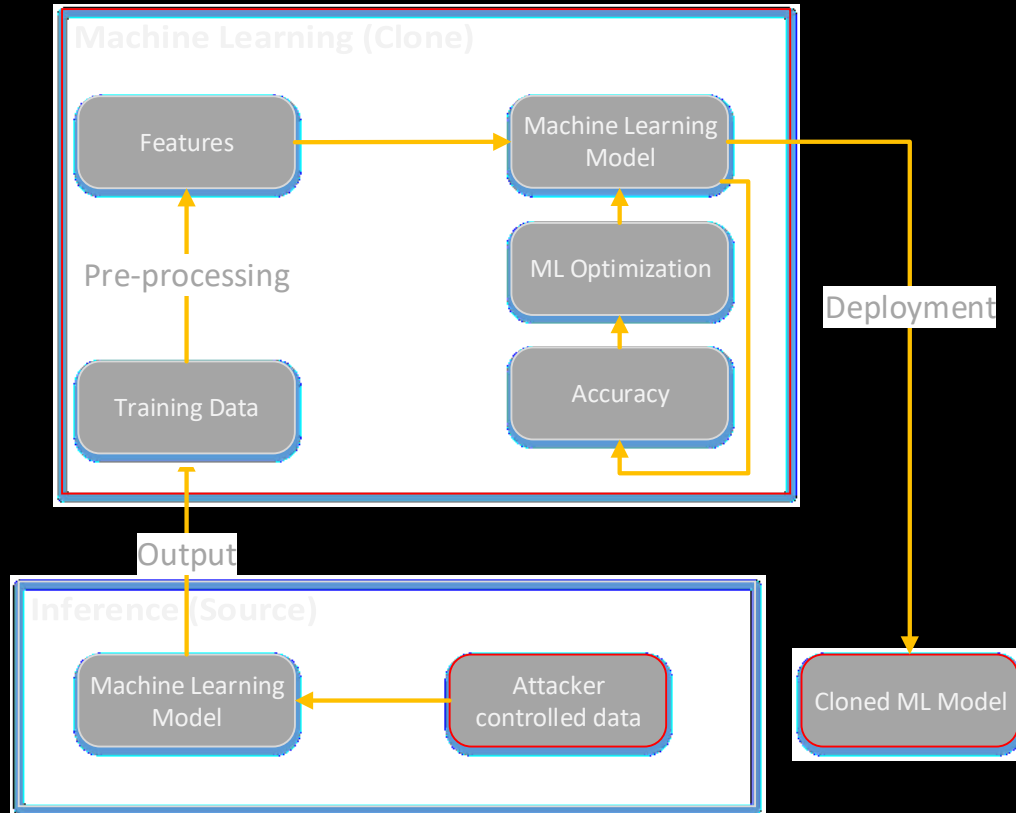 Machine Learning (Clone)
Features
Machine Learning
Model
Pre-processing
ML Optimization
Deployment
Training Data
Accuracy
Output
Inference (Source)
Machine Learning
Model
Attacker
controlled data
Cloned ML Model